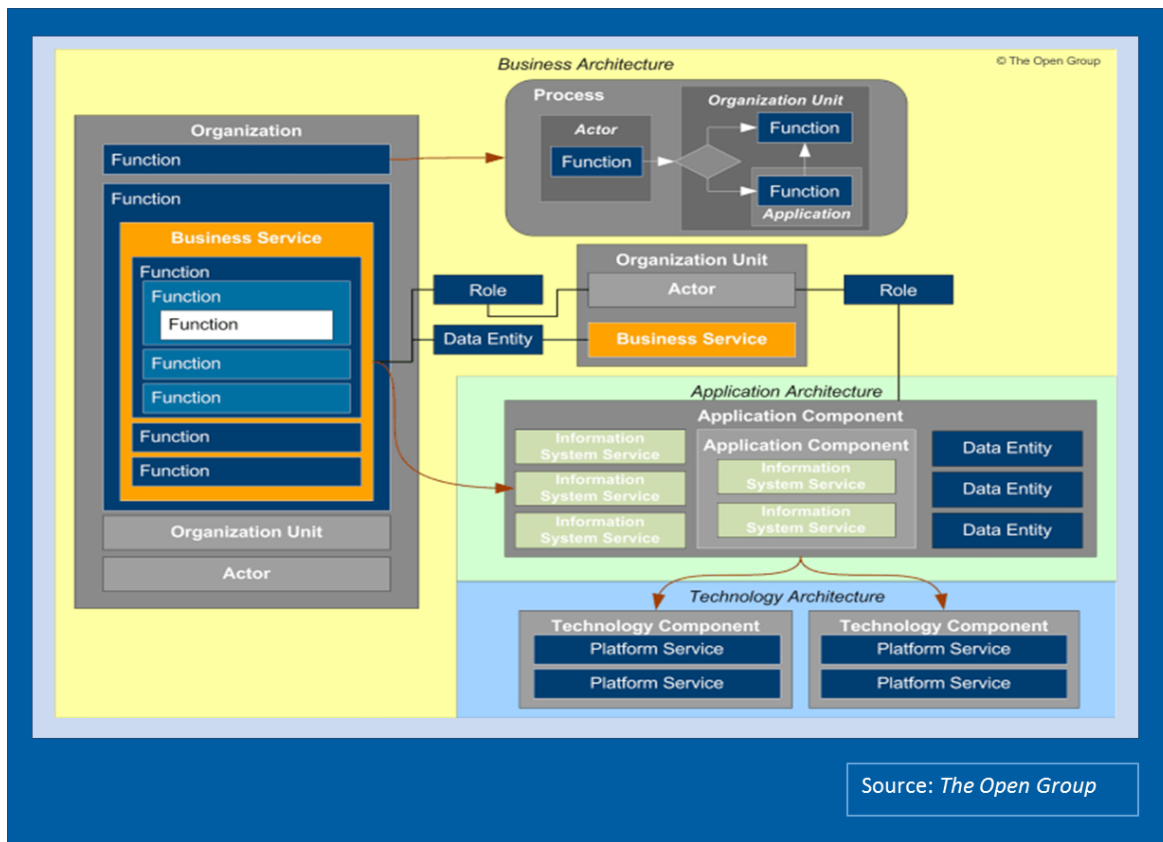 Business Architecture
© The Open Group
Organization
Function
Function
Business Service
Function
Function
Function
Function
Function
Function
Function
Organization Unit
Actor
Process
Actor
Function
Organization Unit
Function
Function
Application
Role
Data Entity
Organization Unit
Actor
Business Service
Role
Application Architecture
Application Component
Information
System Service
Information
System Service
Information
System Service
Application Component
Information
System Service
Information
System Service
Data Entity
Data Entity
Data Entity
Technology Architecture
Technology Component
Platform Service
Platform Service
Technology Component
Platform Service
Platform Service
Source: The Open Group